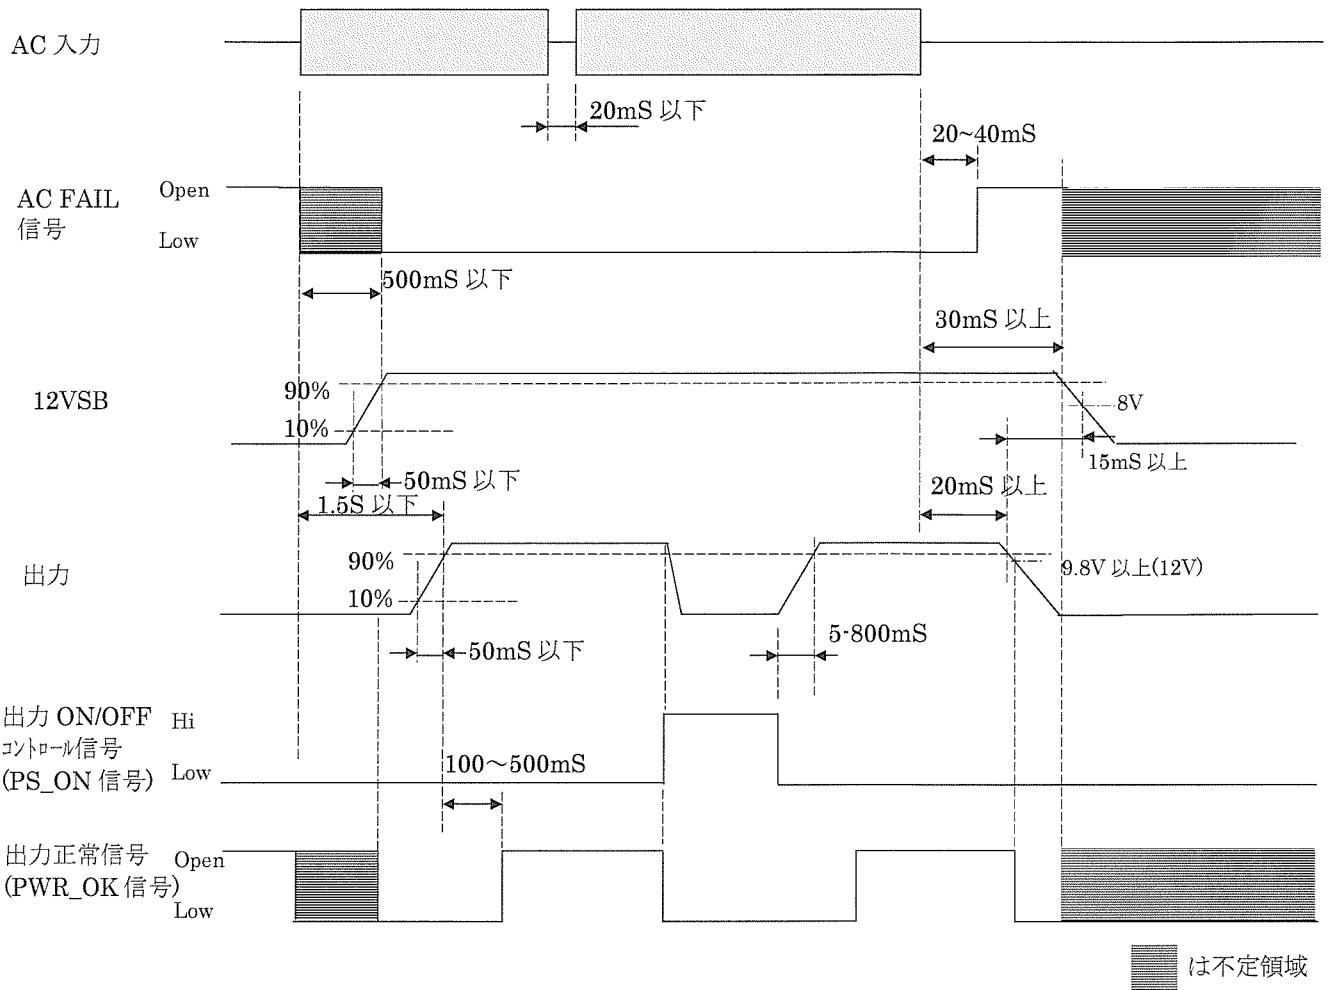 AC 入力
20mS 以下
20~40mS
AC FAIL
信号
Open
Low
500mS 以下
30mS 以上
12VSB
90%
10%
8V
15mS 以上
50mS 以下
1.5S 以下
20mS 以上
出力
90%
10%
9.8V 以上(12V)
50mS 以下
5-800mS
出力 ON/OFF
ｺﾝﾄﾛｰﾙ信号
(PS_ON 信号)
Hi
Low
100～500mS
出力正常信号
(PWR_OK 信号)
Open
Low
は不定領域